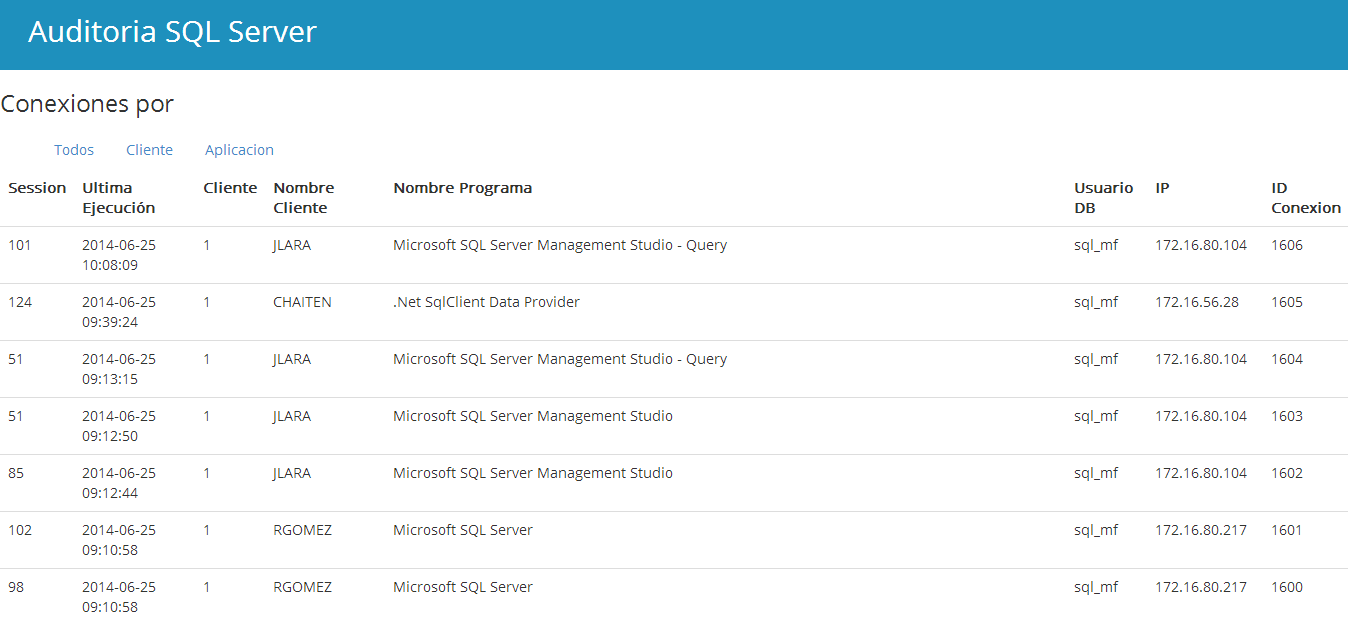 Auditoria SQL Server
Conexiones por
Todos Cliente Aplicacion
Session Ultima Ejecución Cliente Nombre Cliente Nombre Programa Usuario DB IP ID Conexion
101 2014-06-25 10:08:09 1 JLARA Microsoft SQL Server Management Studio - Query sql_mf 172.16.80.104 1606
124 2014-06-25 09:39:24 1 CHAITEN .Net SqlClient Data Provider sql_mf 172.16.56.28 1605
51 2014-06-25 09:13:15 1 JLARA Microsoft SQL Server Management Studio - Query sql_mf 172.16.80.104 1604
51 2014-06-25 09:12:50 1 JLARA Microsoft SQL Server Management Studio sql_mf 172.16.80.104 1603
85 2014-06-25 09:12:44 1 JLARA Microsoft SQL Server Management Studio sql_mf 172.16.80.104 1602
102 2014-06-25 09:10:58 1 RGOMEZ Microsoft SQL Server sql_mf 172.16.80.217 1601
98 2014-06-25 09:10:58 1 RGOMEZ Microsoft SQL Server sql_mf 172.16.80.217 1600